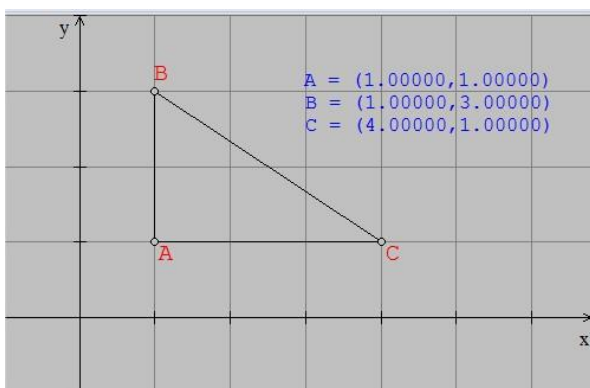 y
B
A = (1.00000,1.00000)
B = (1.00000,3.00000)
C = (4.00000,1.00000)
A
C
x